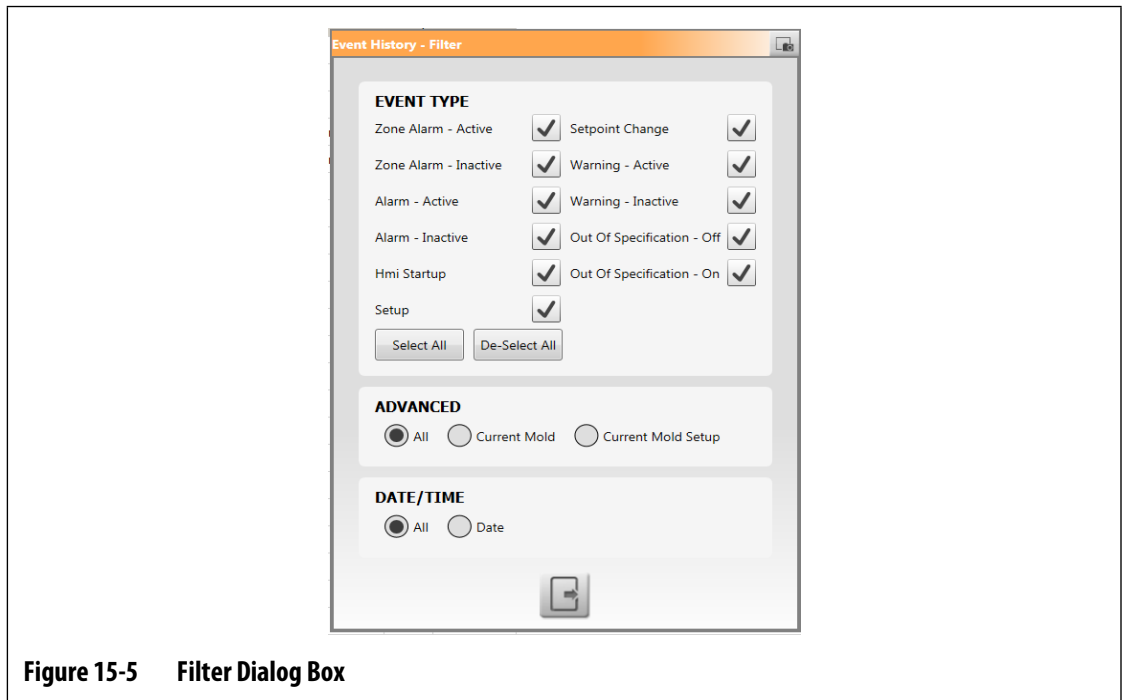 Event History - Filter
EVENT TYPE
Zone Alarm - Active
Setpoint Change
Zone Alarm - Inactive
Warning - Active
Alarm - Active
Warning - Inactive
Alarm - Inactive
Out Of Specification - Off
Hmi Startup
Out Of Specification - On
Setup
Select All
De-Select All
ADVANCED
All
Current Mold
Current Mold Setup
DATE/TIME
All
Date
Figure 15-5 Filter Dialog Box